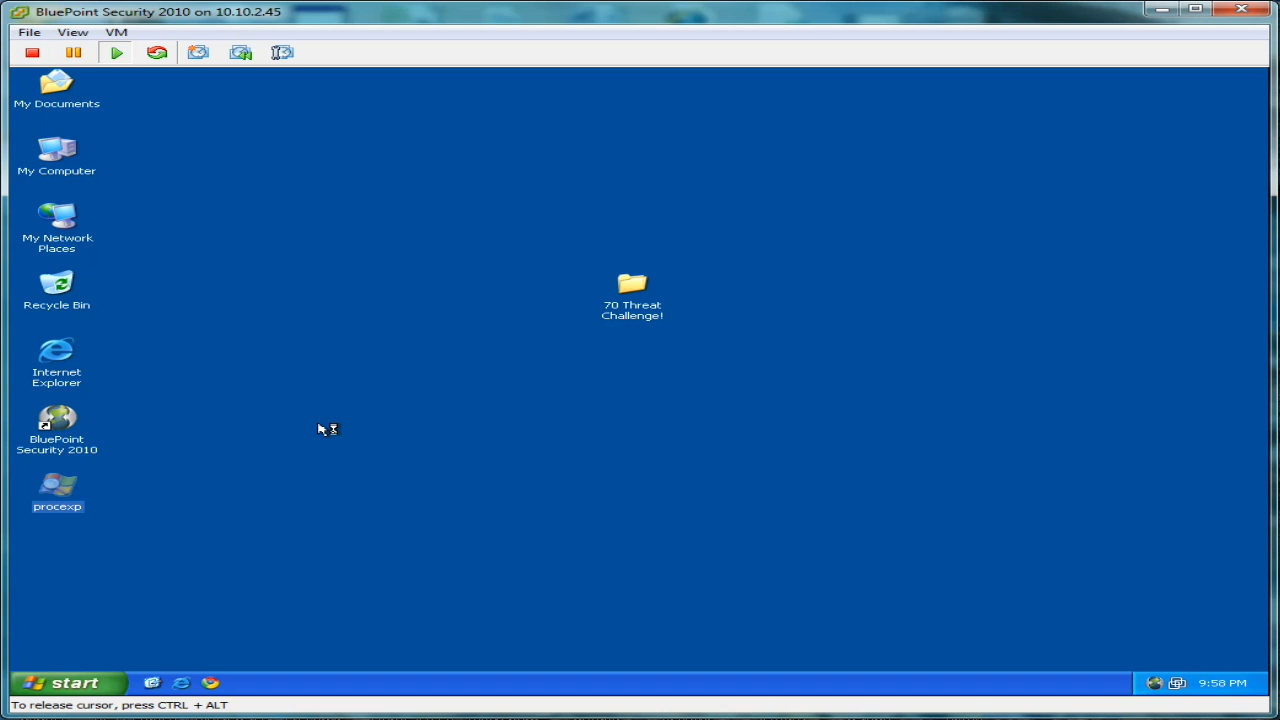 BluePoint Security 2010 on 10.10.2.45
File View VM
My Documents
My Computer
My Network
Places
Recycle Bin
Internet
Explorer
BluePoint
Security 2010
procexp
70 Threat
Challenge!
start
9:58 PM
To release cursor, press CTRL + ALT